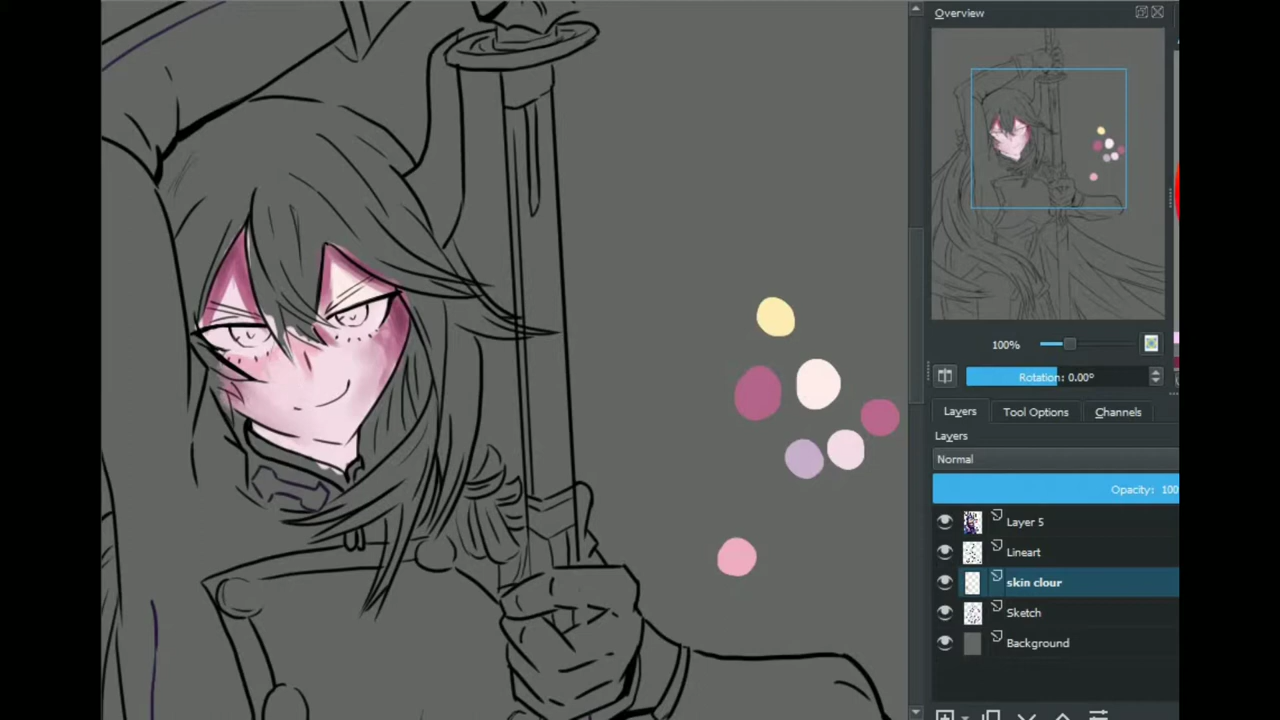 Overview
100%
Rotation: 0.00°
Layers
Tool Options
Channels
Layers
Normal
Opacity: 100
Layer 5
Lineart
skin clour
Sketch
Background